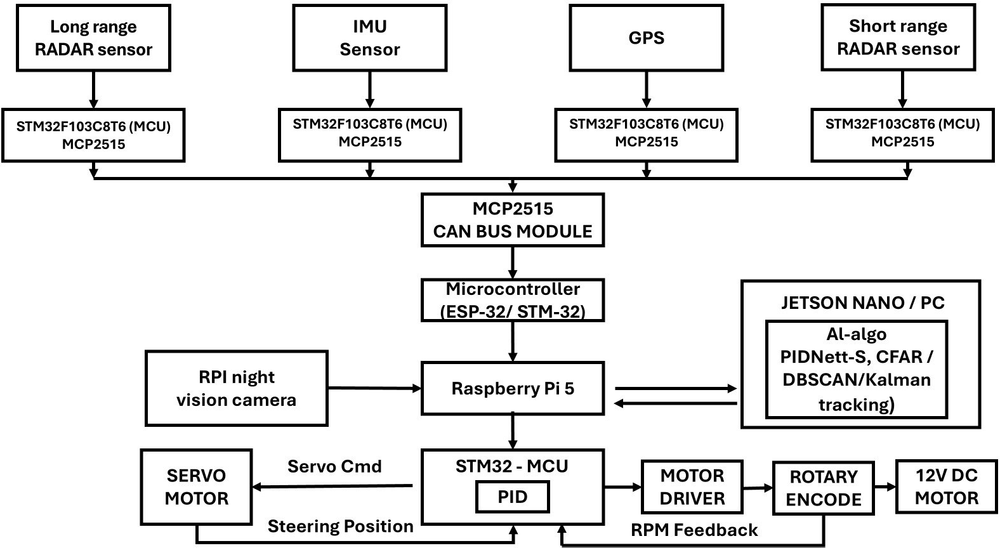 Long range
RADAR sensor
IMU
Sensor
GPS
Short range
RADAR sensor
STM32F103C8T6 (MCU)
MCP2515
STM32F103C8T6 (MCU)
MCP2515
STM32F103C8T6 (MCU)
MCP2515
STM32F103C8T6 (MCU)
MCP2515
MCP2515
CAN BUS MODULE
Microcontroller
(ESP-32/ STM-32)
JETSON NANO / PC
Al-algo
PIDNett-S, CFAR /
DBSCAN/Kalman
tracking)
RPI night
vision camera
Raspberry Pi 5
SERVO
MOTOR
Servo Cmd
Steering Position
STM32 - MCU
PID
MOTOR
DRIVER
ROTARY
ENCODE
12V DC
MOTOR
RPM Feedback